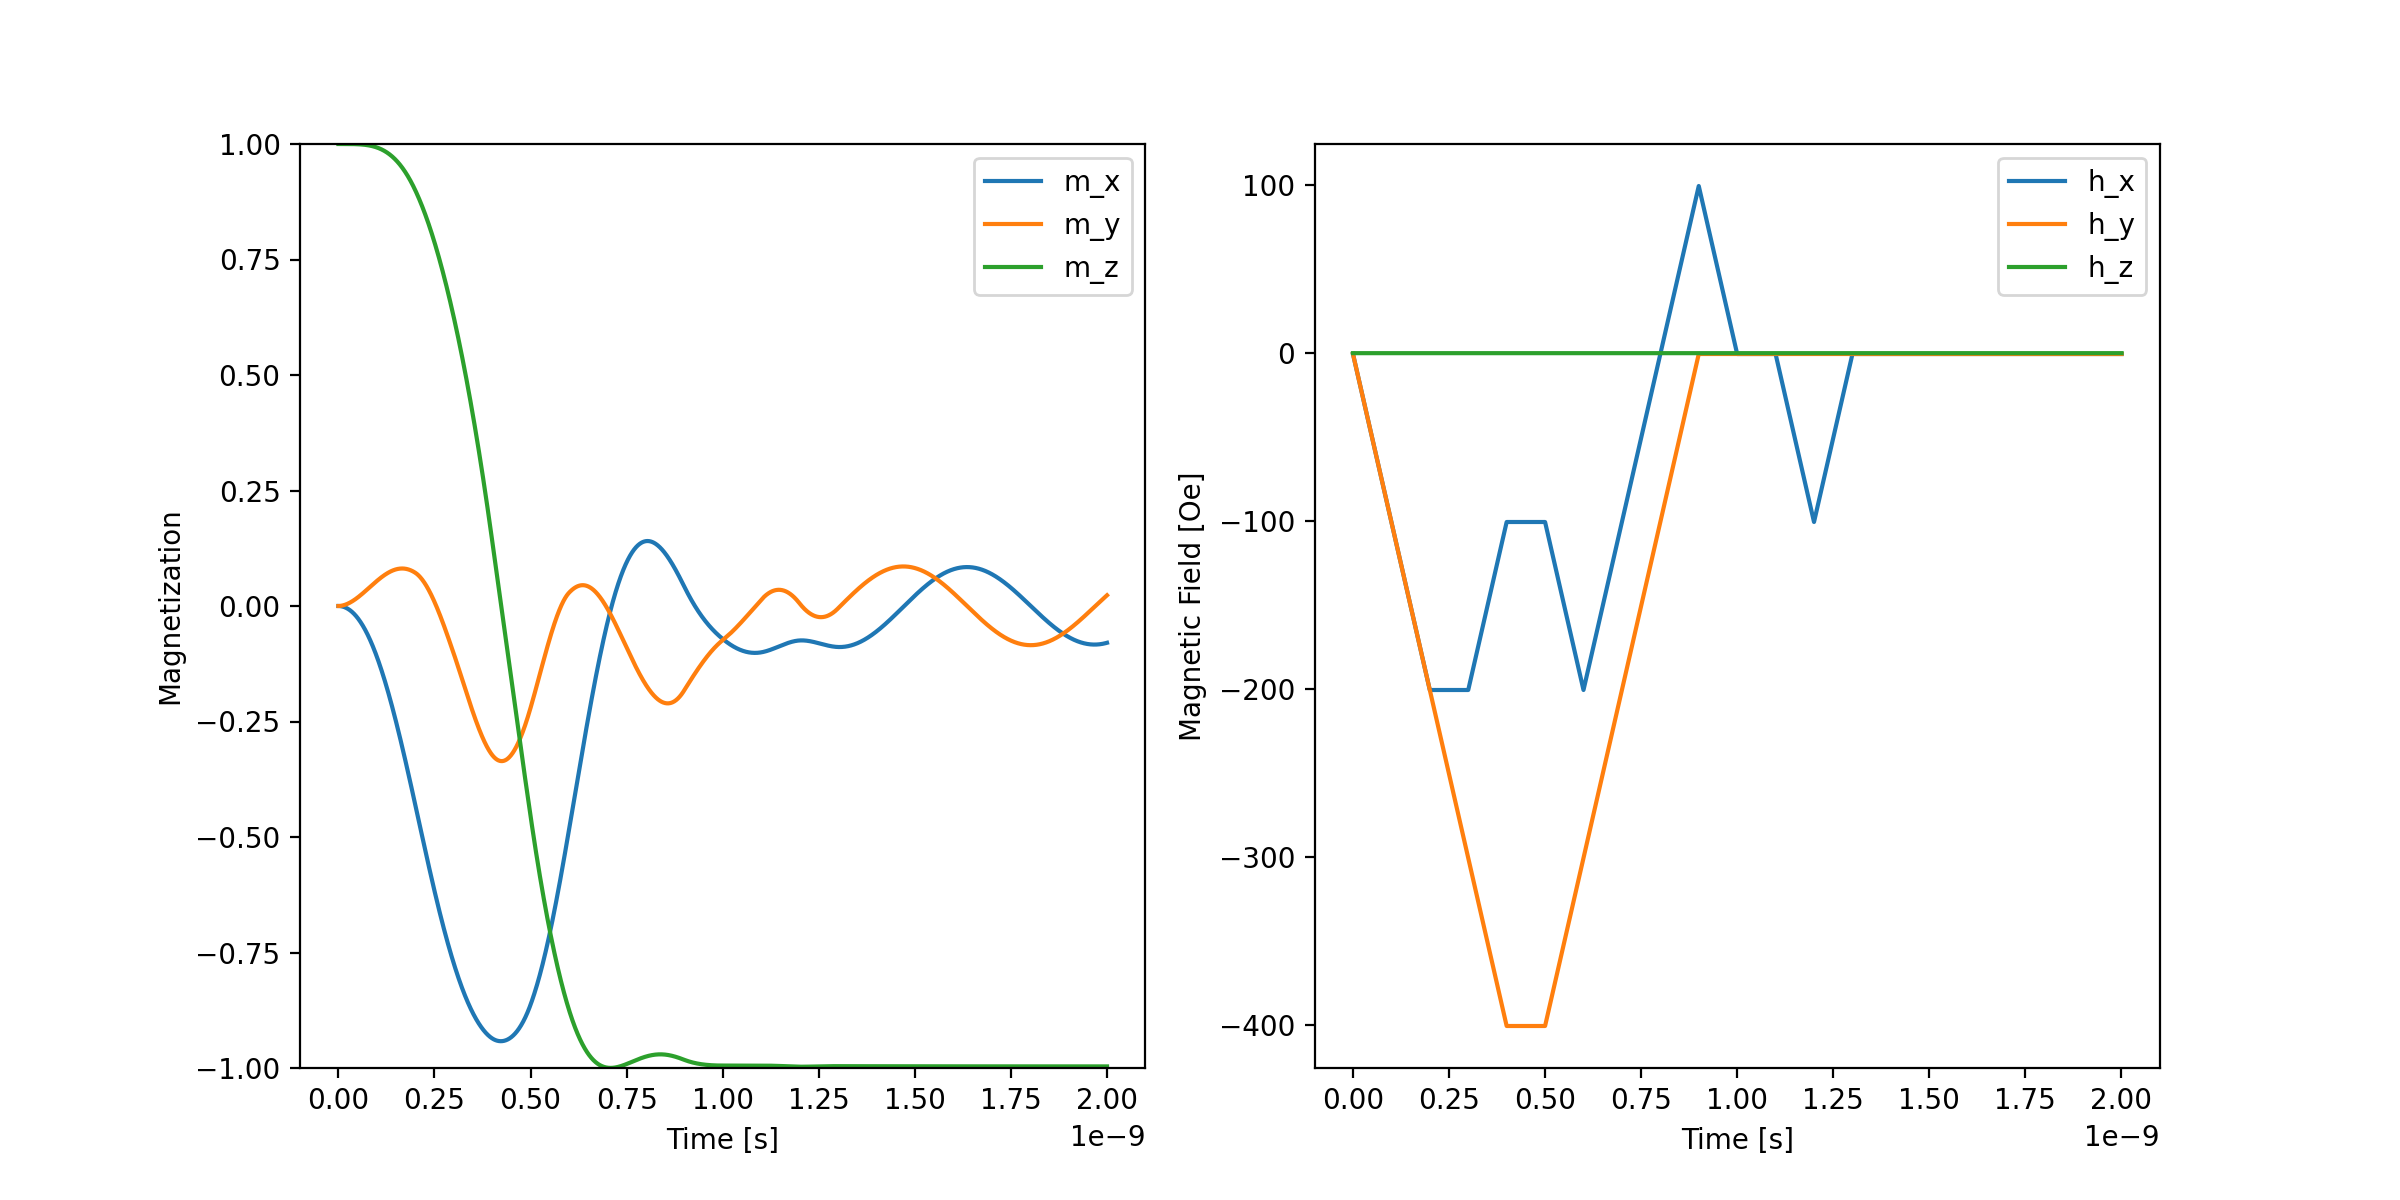 1.00
0.75
0.50
0.25
0.00
−0.25
−0.50
−0.75
−1.00
Magnetization
0.00 0.25 0.50 0.75 1.00 1.25 1.50 1.75 2.00
Time [s]
1e−9
m_x
m_y
m_z
100
0
−100
−200
−300
−400
Magnetic Field [Oe]
0.00 0.25 0.50 0.75 1.00 1.25 1.50 1.75 2.00
Time [s]
1e−9
h_x
h_y
h_z